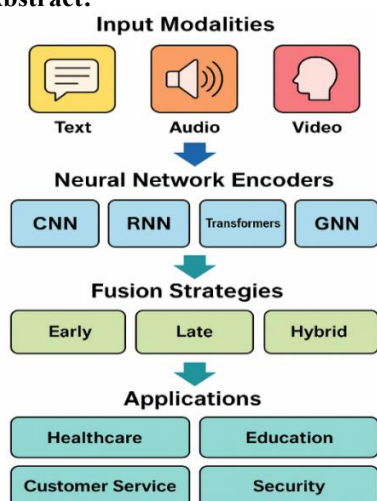 Abstract:
Input Modalities
Text Audio Video
Neural Network Encoders
CNN RNN Transformers GNN
Fusion Strategies
Early Late Hybrid
Applications
Healthcare Education
Customer Service Security